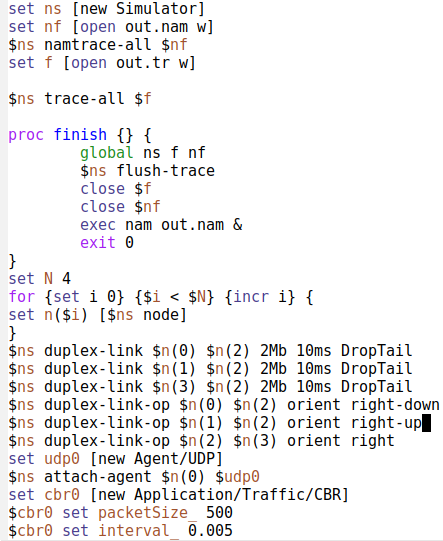 set ns [new Simulator]
set nf [open out.nam w]
$ns namtrace-all $nf
set f [open out.tr w]

$ns trace-all $f

proc finish {} {
        global ns f nf
        $ns flush-trace
        close $f
        close $nf
        exec nam out.nam &
        exit 0
}
set N 4
for {set i 0} {$i < $N} {incr i} {
set n($i) [$ns node]
}
$ns duplex-link $n(0) $n(2) 2Mb 10ms DropTail
$ns duplex-link $n(1) $n(2) 2Mb 10ms DropTail
$ns duplex-link $n(3) $n(2) 2Mb 10ms DropTail
$ns duplex-link-op $n(0) $n(2) orient right-down
$ns duplex-link-op $n(1) $n(2) orient right-up
$ns duplex-link-op $n(2) $n(3) orient right
set udp0 [new Agent/UDP]
$ns attach-agent $n(0) $udp0
set cbr0 [new Application/Traffic/CBR]
$cbr0 set packetSize_ 500
$cbr0 set interval_ 0.005